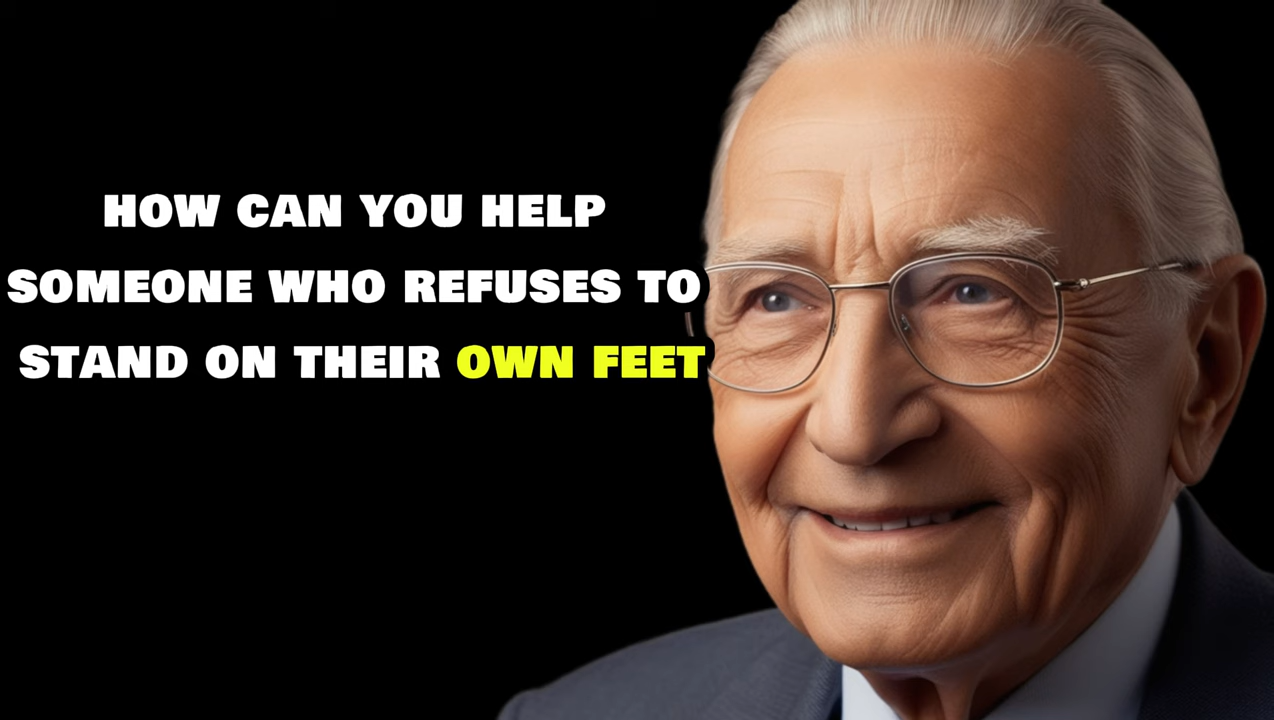 HOW CAN YOU HELP
SOMEONE WHO REFUSES TO
STAND ON THEIR OWN FEET